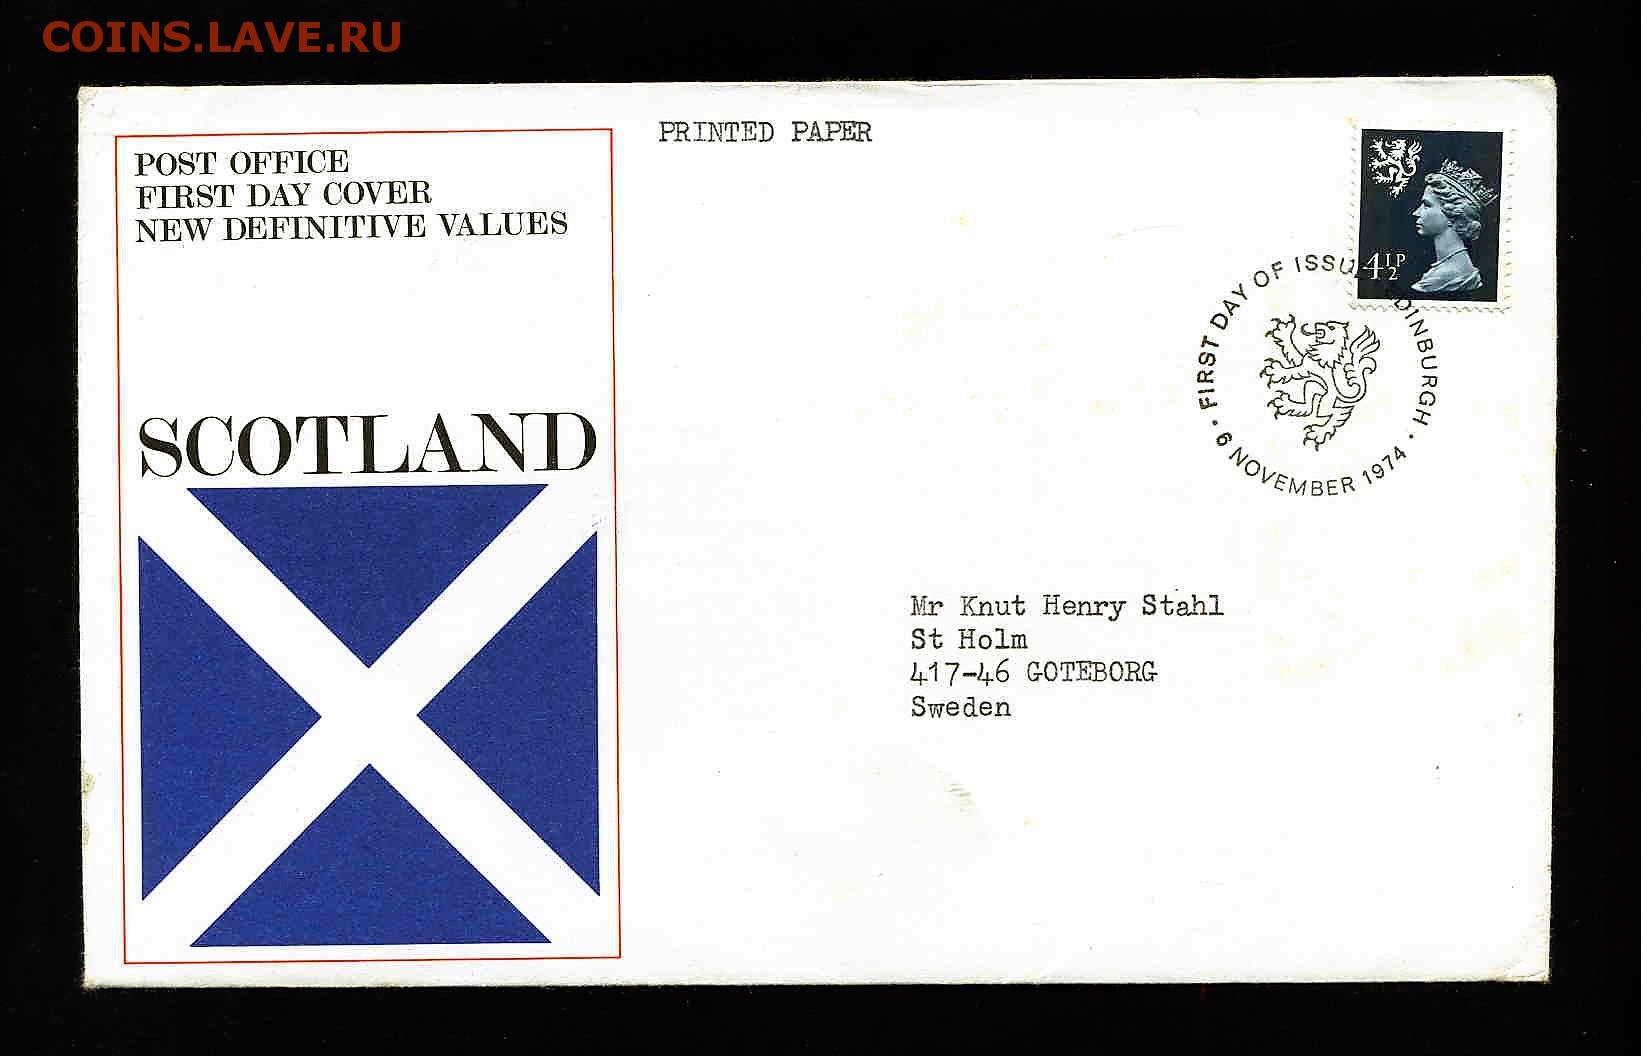 COINS.LAVE.RU
POST OFFICE
FIRST DAY COVER
NEW DEFINITIVE VALUES
SCOTLAND
PRINTED PAPER
4½P
· FIRST DAY OF ISSUE EDINBURGH ·
6 NOVEMBER 1974
Mr Knut Henry Stahl
St Holm
417-46 GOTEBORG
Sweden